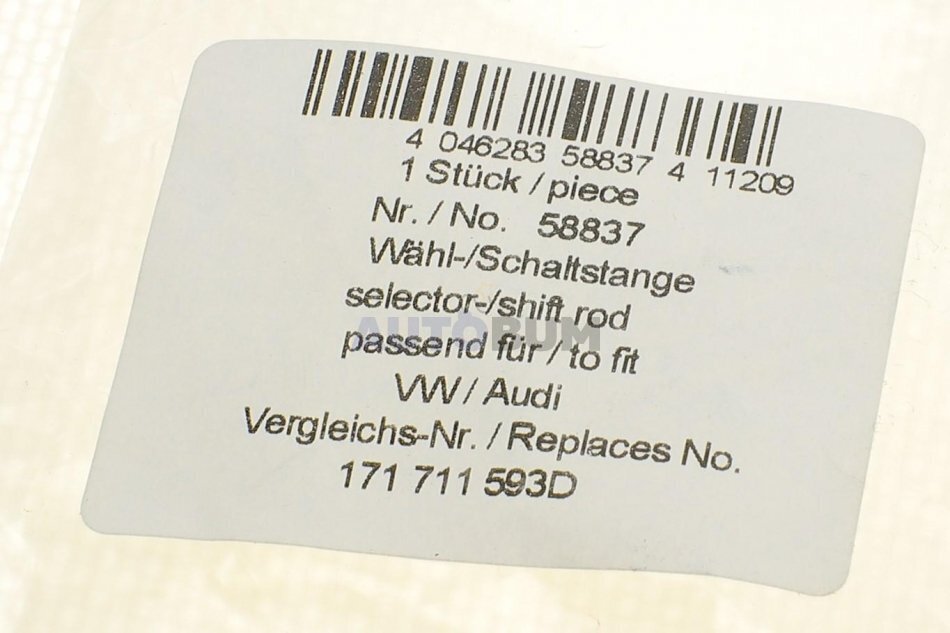 4 046283 58837 4 11209
1 Stück / piece
Nr. / No. 58837
Wähl-/Schaltstange
selector-/shift rod
AUTOBUM
passend für / to fit
VW / Audi
Vergleichs-Nr. / Replaces No.
171 711 593D